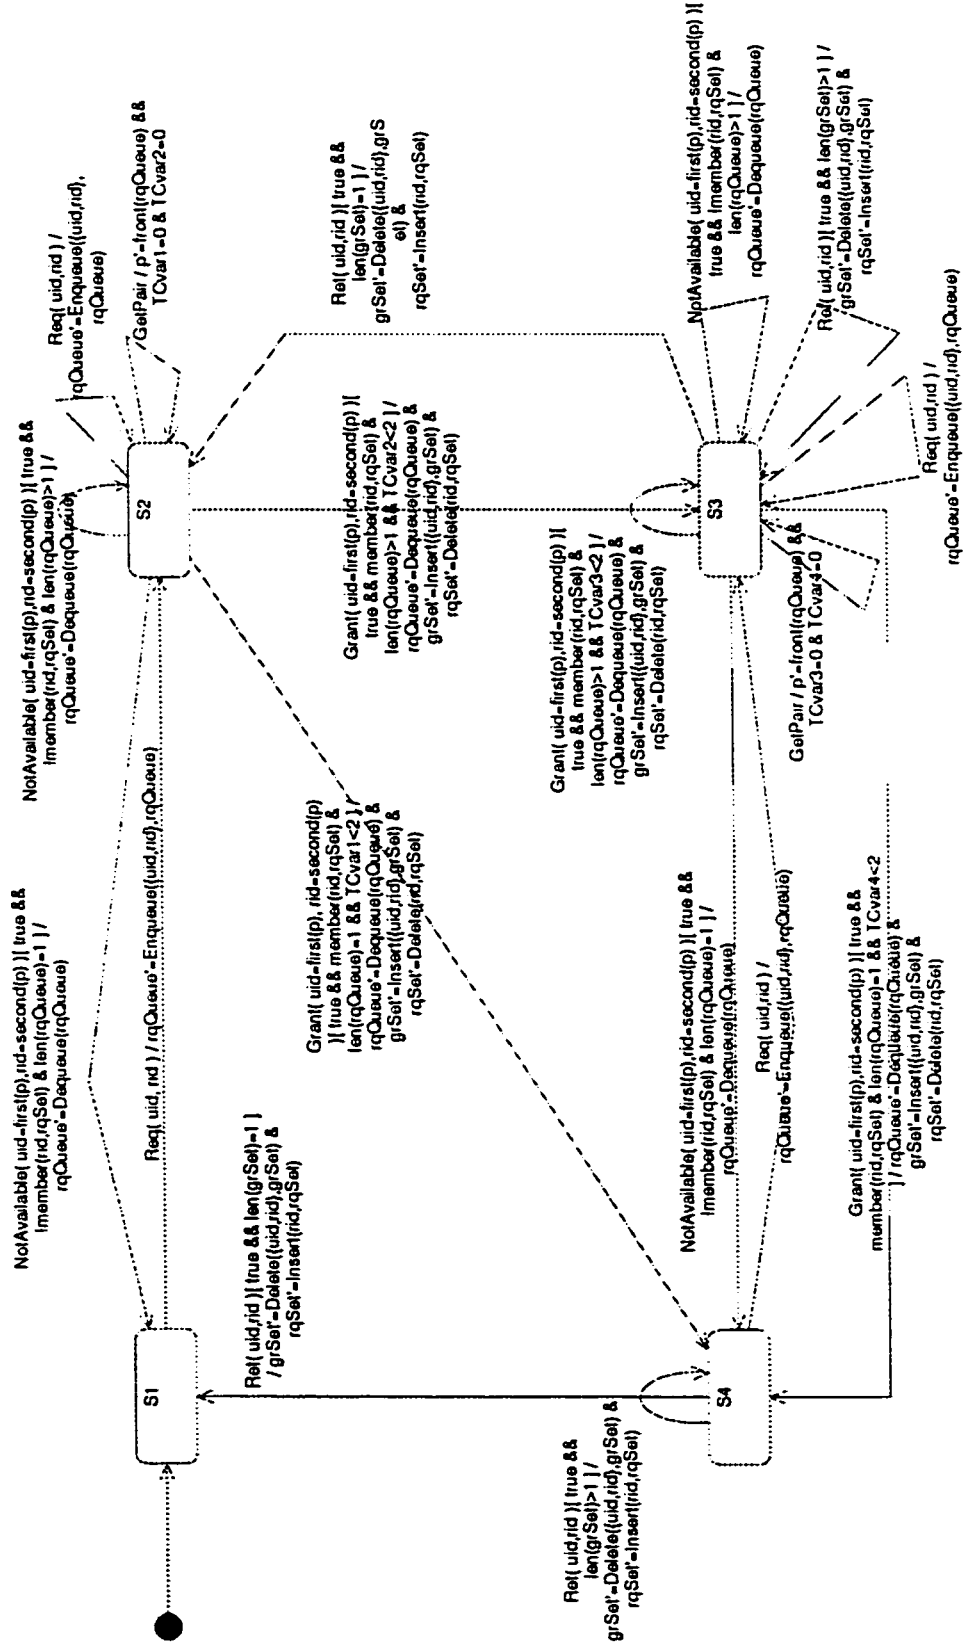 NotAvailable( uid=first(p),rid=second(p) )[ true &&
!member(rid,rqSet) & len(rqQueue)=1 ] /
rqQueue'=Dequeue(rqQueue)
NotAvailable( uid=first(p),rid=second(p) )[ true &&
!member(rid,rqSet) & len(rqQueue)>1 ] /
rqQueue'=Dequeue(rqQueue)
Req( uid,rid ) /
rqQueue'=Enqueue((uid,rid),
rqQueue)
GetPair / p'=front(rqQueue) &&
TCvar1=0 & TCvar2=0
S1
Req( uid, rid ) / rqQueue'=Enqueue((uid,rid),rqQueue)
S2
Rel( uid,rid )[ true && len(grSet)=1 ]
/ grSet'=Delete((uid,rid),grSet) &
rqSet'=Insert(rid,rqSet)
Grant( uid=first(p), rid=second(p)
)[ true && member(rid,rqSet) &
len(rqQueue)=1 && TCvar1<2 ] /
rqQueue'=Dequeue(rqQueue) &
grSet'=Insert((uid,rid),grSet) &
rqSet'=Delete(rid,rqSet)
Grant( uid=first(p),rid=second(p) )[
true && member(rid,rqSet) &
len(rqQueue)>1 && TCvar2<2 ] /
rqQueue'=Dequeue(rqQueue) &
grSet'=Insert((uid,rid),grSet) &
rqSet'=Delete(rid,rqSet)
Rel( uid,rid )[ true &&
len(grSet)=1 ] /
grSet'=Delete((uid,rid),grS
et) &
rqSet'=Insert(rid,rqSet)
Rel( uid,rid )[ true &&
len(grSet)>1 ] /
grSet'=Delete((uid,rid),grSet) &
rqSet'=Insert(rid,rqSet)
Grant( uid=first(p),rid=second(p) )[
true && member(rid,rqSet) &
len(rqQueue)>1 && TCvar3<2 ] /
rqQueue'=Dequeue(rqQueue) &
grSet'=Insert((uid,rid),grSet) &
rqSet'=Delete(rid,rqSet)
NotAvailable( uid=first(p),rid=second(p) )[
true && !member(rid,rqSet) &
len(rqQueue)>1 ] /
rqQueue'=Dequeue(rqQueue)
S4
NotAvailable( uid=first(p),rid=second(p) )[ true &&
!member(rid,rqSet) & len(rqQueue)=1 ] /
rqQueue'=Dequeue(rqQueue)
Req( uid,rid ) /
rqQueue'=Enqueue((uid,rid),rqQueue)
S3
Rel( uid,rid )[ true && len(grSet)>1 ] /
grSet'=Delete((uid,rid),grSet) &
rqSet'=Insert(rid,rqSet)
GetPair / p'=front(rqQueue) &&
TCvar3=0 & TCvar4=0
Req( uid,rid ) /
rqQueue'=Enqueue((uid,rid),rqQueue)
Grant( uid=first(p),rid=second(p) )[ true &&
member(rid,rqSet) & len(rqQueue)=1 && TCvar4<2
] / rqQueue'=Dequeue(rqQueue) &
grSet'=Insert((uid,rid),grSet) &
rqSet'=Delete(rid,rqSet)